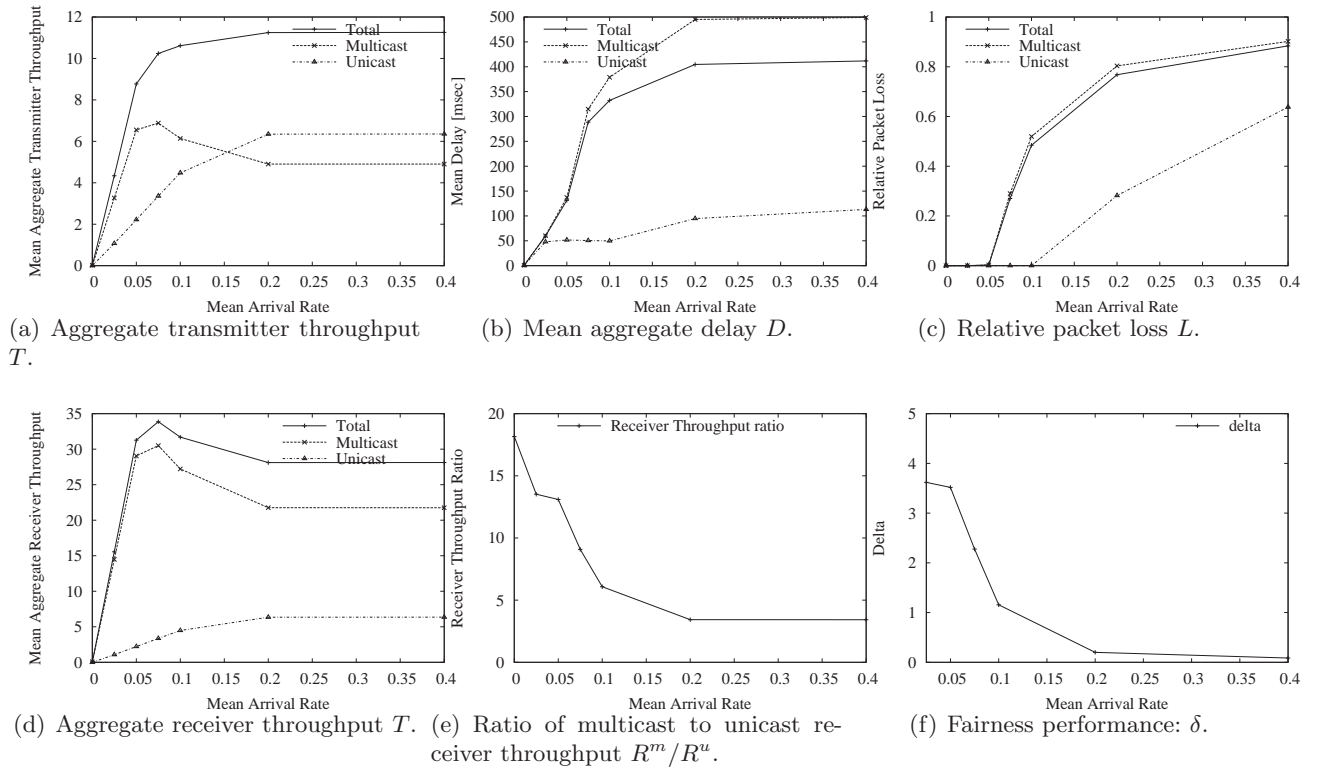 Mean Aggregate Transmitter Throughput
12
10
8
6
4
2
0
Total
Multicast
Unicast
0 0.05 0.1 0.15 0.2 0.25 0.3 0.35 0.4
Mean Arrival Rate
(a) Aggregate transmitter throughput
T.
Mean Delay [msec]
500
450
400
350
300
250
200
150
100
50
0
Total
Multicast
Unicast
0 0.05 0.1 0.15 0.2 0.25 0.3 0.35 0.4
Mean Arrival Rate
(b) Mean aggregate delay D.
Relative Packet Loss
1
0.8
0.6
0.4
0.2
0
Total
Multicast
Unicast
0 0.05 0.1 0.15 0.2 0.25 0.3 0.35 0.4
Mean Arrival Rate
(c) Relative packet loss L.
Mean Aggregate Receiver Throughput
35
30
25
20
15
10
5
0
Total
Multicast
Unicast
0 0.05 0.1 0.15 0.2 0.25 0.3 0.35 0.4
Mean Arrival Rate
(d) Aggregate receiver throughput T.
Receiver Throughput Ratio
20
15
10
5
0
Receiver Throughput ratio
0 0.05 0.1 0.15 0.2 0.25 0.3 0.35 0.4
Mean Arrival Rate
(e) Ratio of multicast to unicast re-
ceiver throughput R^m/R^u.
Delta
5
4
3
2
1
0
delta
0.05 0.1 0.15 0.2 0.25 0.3 0.35 0.4
Mean Arrival Rate
(f) Fairness performance: δ.